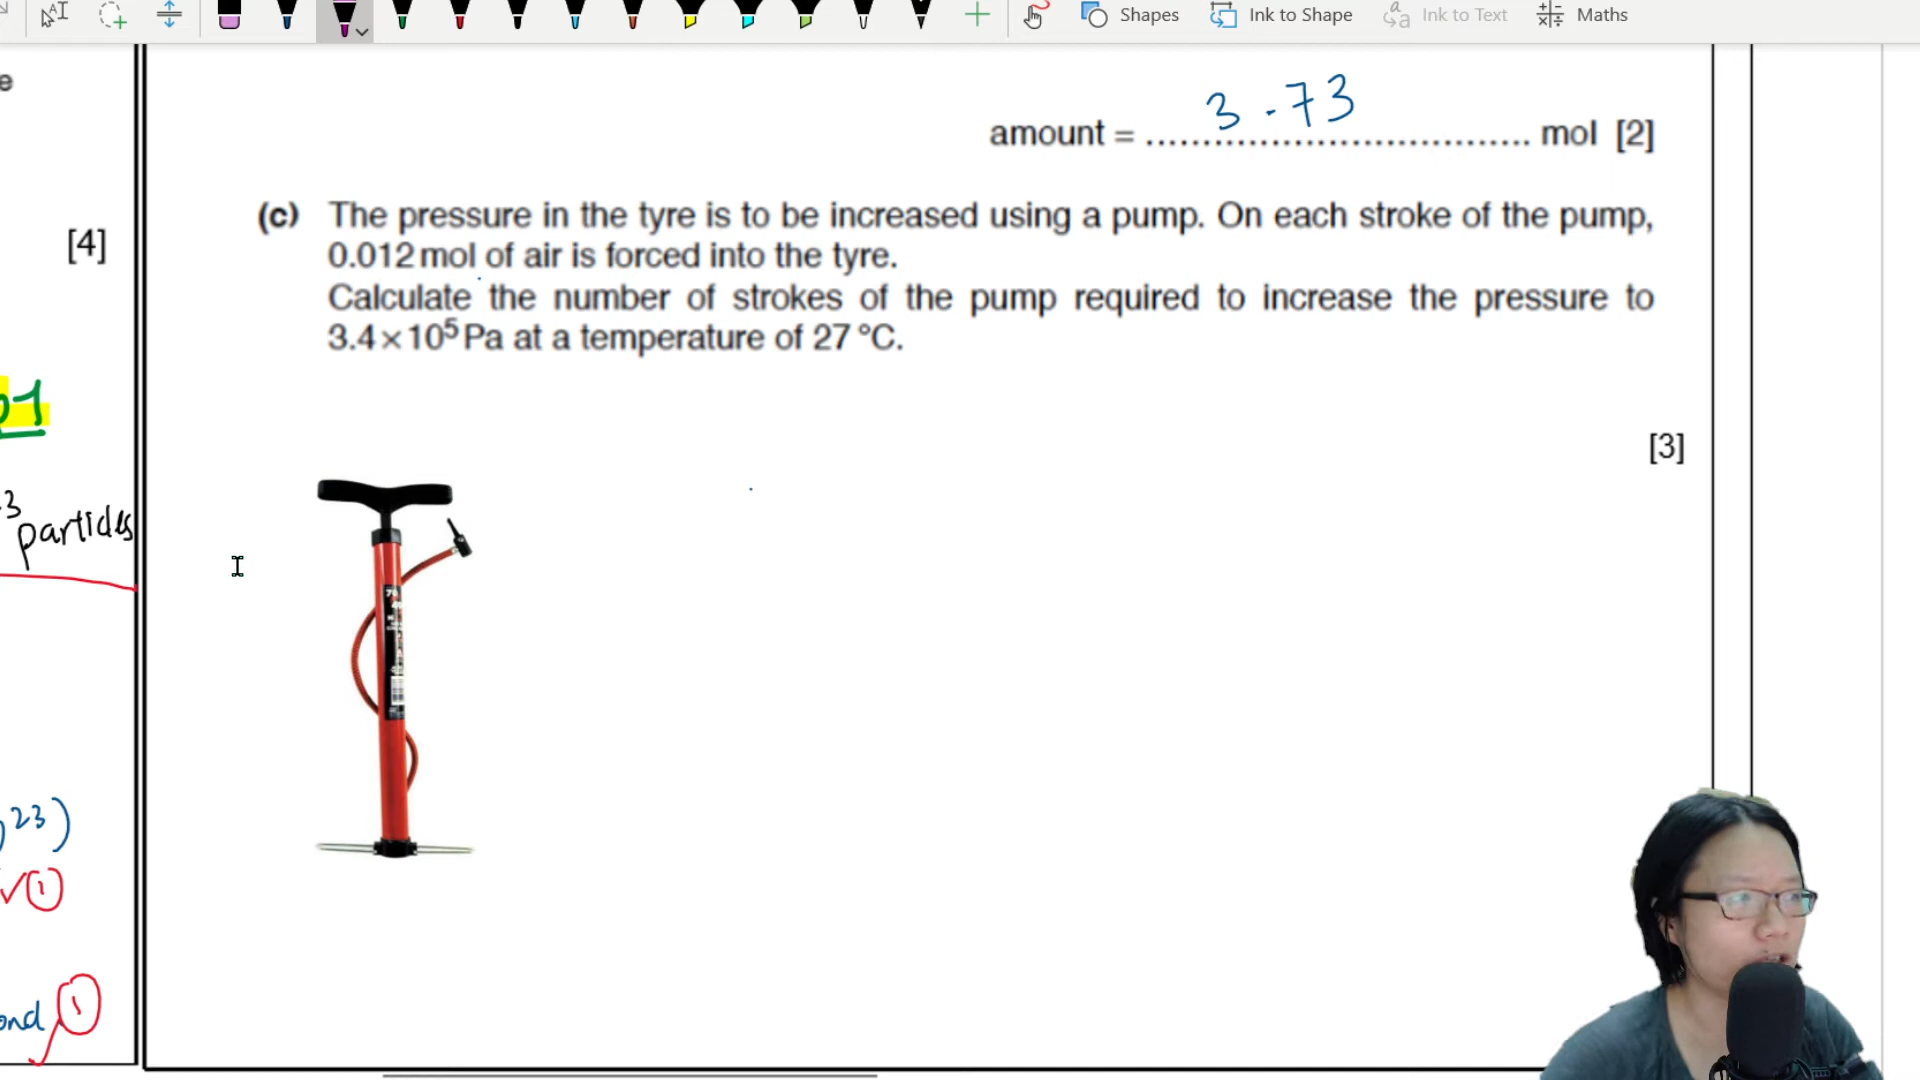 Shapes Ink to Shape Ink to Text Maths
e
3.73
amount = .................................. mol [2]
(c) The pressure in the tyre is to be increased using a pump. On each stroke of the pump,
0.012 mol of air is forced into the tyre.
[4]
Calculate the number of strokes of the pump required to increase the pressure to
3.4×10⁵ Pa at a temperature of 27 °C.
[3]
particles
23)
✓①
ond ①